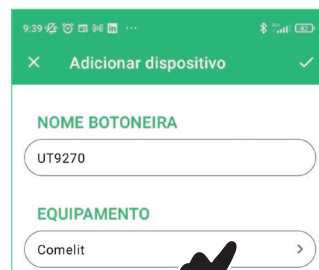 9:39
Adicionar dispositivo
NOME BOTONEIRA
UT9270
EQUIPAMENTO
Comelit